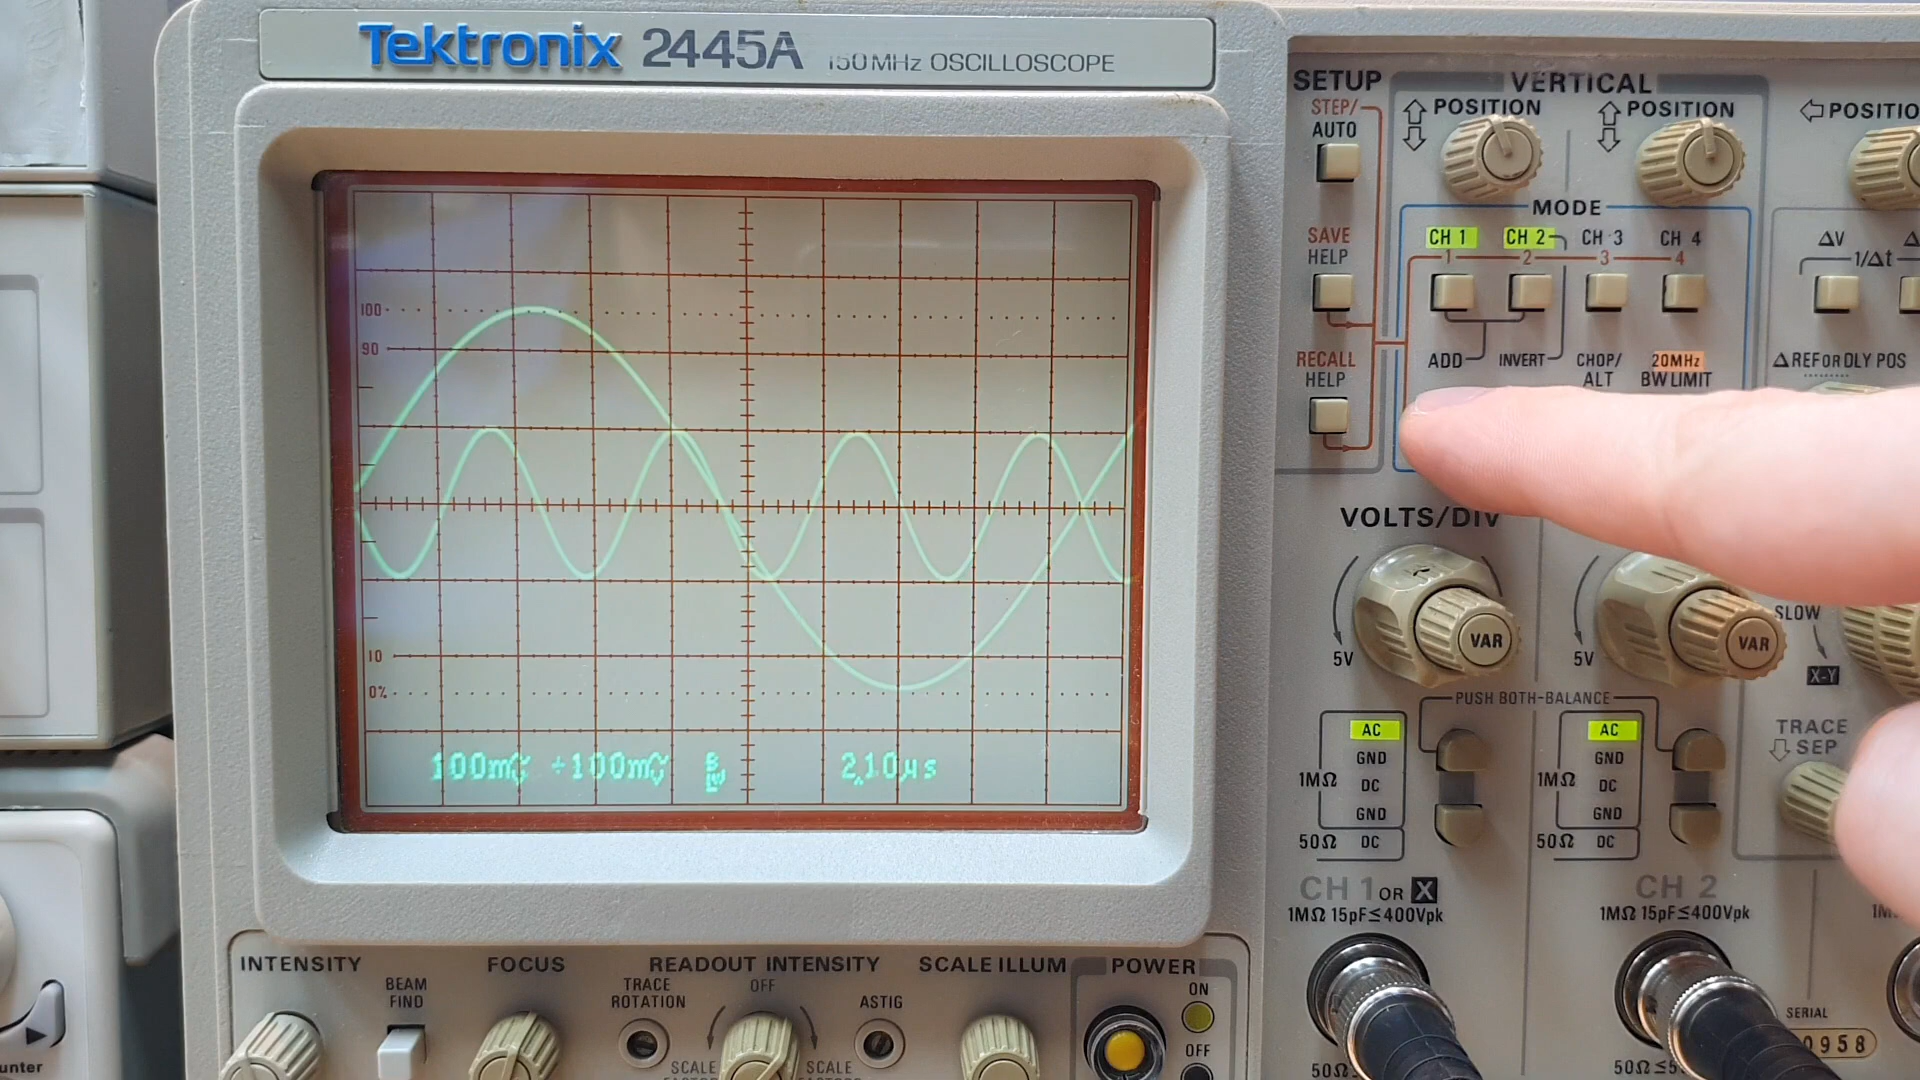 Tektronix 2445A 150MHz OSCILLOSCOPE
SETUP
VERTICAL
STEP/
AUTO
POSITION
POSITION
POSITIO
MODE
SAVE
HELP
CH 1
CH 2
CH 3
CH 4
1
2
3
4
ΔV
1/Δt
RECALL
HELP
ADD
INVERT
CHOP/
ALT
20MHz
BW LIMIT
ΔREF OR DLY POS
100
90
10
0%
VOLTS/DIV
VAR
VAR
5V
5V
SLOW
X-Y
PUSH BOTH-BALANCE
TRACE
SEP
AC
GND
1MΩ
DC
GND
50Ω
DC
AC
GND
1MΩ
DC
GND
50Ω
DC
CH 1 OR X
1MΩ 15pF≤400Vpk
CH 2
1MΩ 15pF≤400Vpk
INTENSITY
BEAM
FIND
FOCUS
READOUT INTENSITY
TRACE
ROTATION
OFF
ASTIG
SCALE
SCALE
SCALE ILLUM
POWER
ON
OFF
SERIAL
0958
50Ω
50Ω≤5
unter